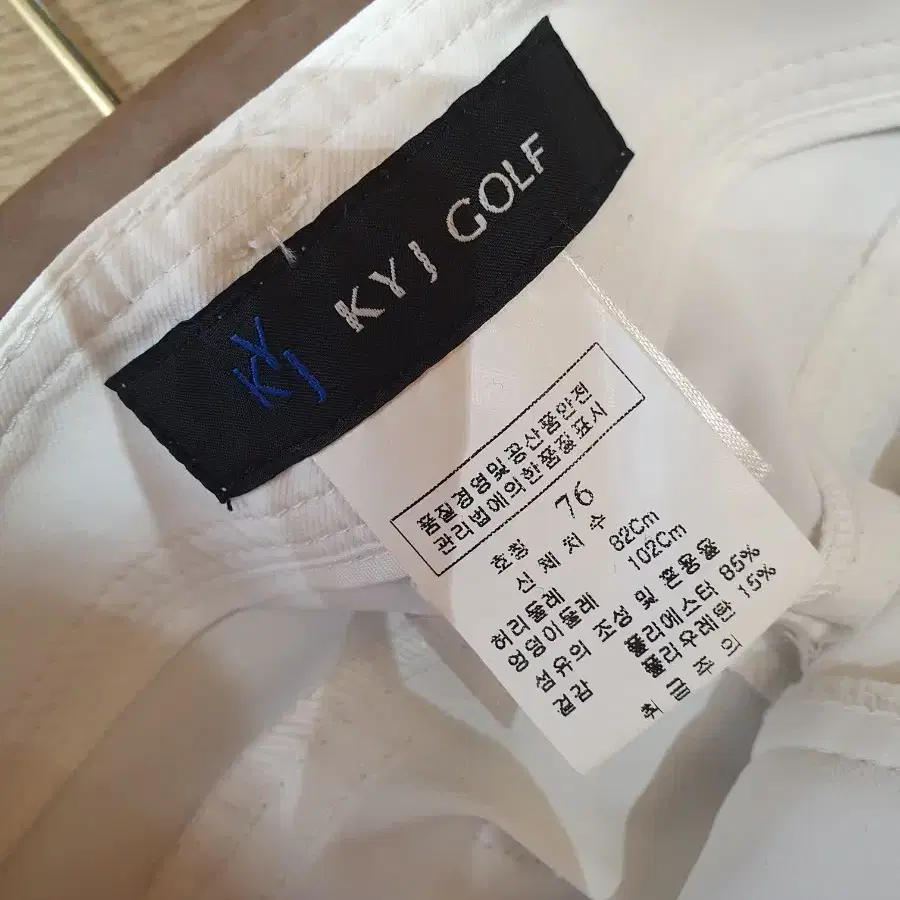 KYJ
KYJ GOLF
품질경영및공산품안전
관리법에의한품질표시
호칭 76
신체치수
허리둘레 82Cm
엉덩이둘레 102Cm
섬유의 조성 및 혼용율
겉감 폴리에스터 85%
폴리우레탄 15%
취급주의